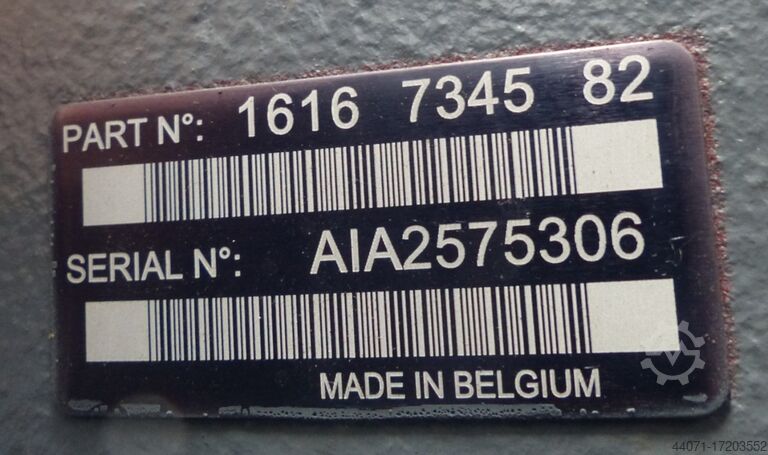 PART N°: 1616 7345 82
SERIAL N°: AIA2575306
MADE IN BELGIUM
44071-17203552